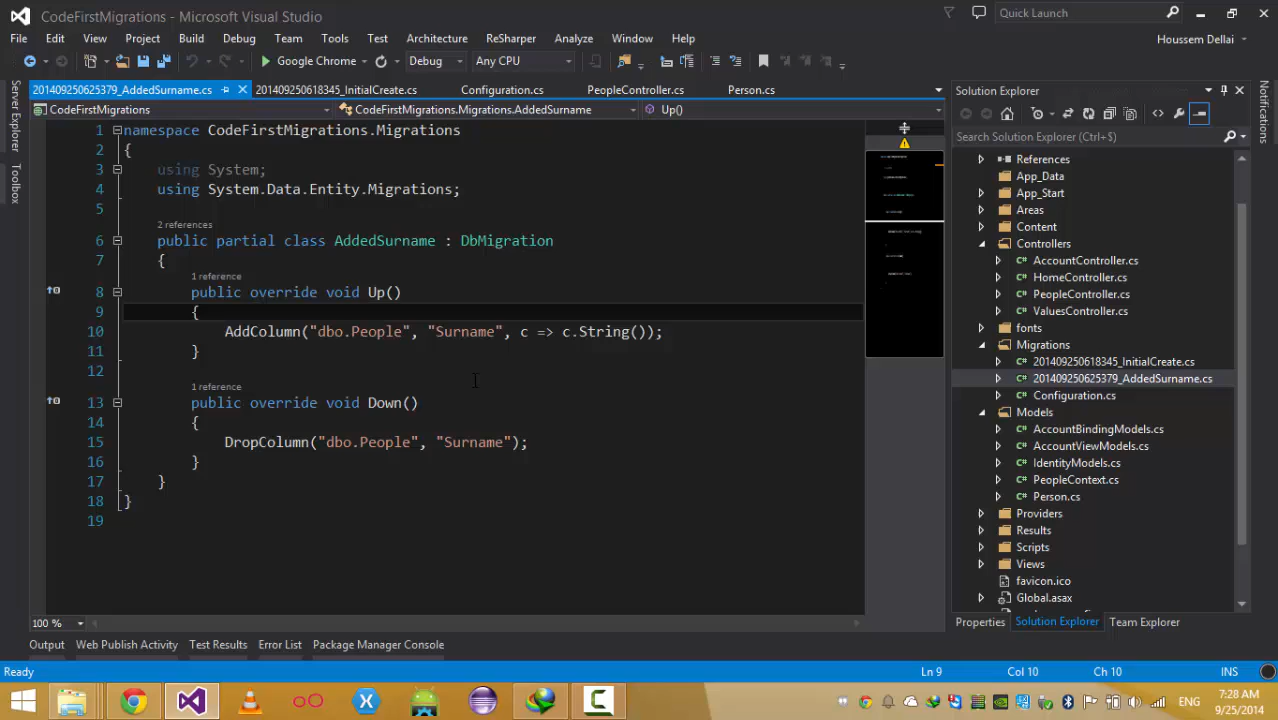 CodeFirstMigrations - Microsoft Visual Studio
Quick Launch
File Edit View Project Build Debug Team Tools Test Architecture ReSharper Analyze Window Help
Houssem Dellai
Google Chrome Debug Any CPU
201409250625379_AddedSurname.cs 201409250618345_InitialCreate.cs Configuration.cs PeopleController.cs Person.cs
CodeFirstMigrations CodeFirstMigrations.Migrations.AddedSurname Up()
Server Explorer
Toolbox
1 namespace CodeFirstMigrations.Migrations
2 {
3 using System;
4 using System.Data.Entity.Migrations;
5
2 references
6 public partial class AddedSurname : DbMigration
7 {
1 reference
8 public override void Up()
9 {
10 AddColumn("dbo.People", "Surname", c => c.String());
11 }
12
1 reference
13 public override void Down()
14 {
15 DropColumn("dbo.People", "Surname");
16 }
17 }
18 }
19
100 %
Solution Explorer
Search Solution Explorer (Ctrl+$)
References
App_Data
App_Start
Areas
Content
Controllers
C# AccountController.cs
C# HomeController.cs
C# PeopleController.cs
C# ValuesController.cs
fonts
Migrations
C# 201409250618345_InitialCreate.cs
C# 201409250625379_AddedSurname.cs
C# Configuration.cs
Models
C# AccountBindingModels.cs
C# AccountViewModels.cs
C# IdentityModels.cs
C# PeopleContext.cs
C# Person.cs
Providers
Results
Scripts
Views
favicon.ico
Global.asax
Properties Solution Explorer Team Explorer
Notifications
Output Web Publish Activity Test Results Error List Package Manager Console
Ready Ln 9 Col 10 Ch 10 INS
ENG
7:28 AM
9/25/2014